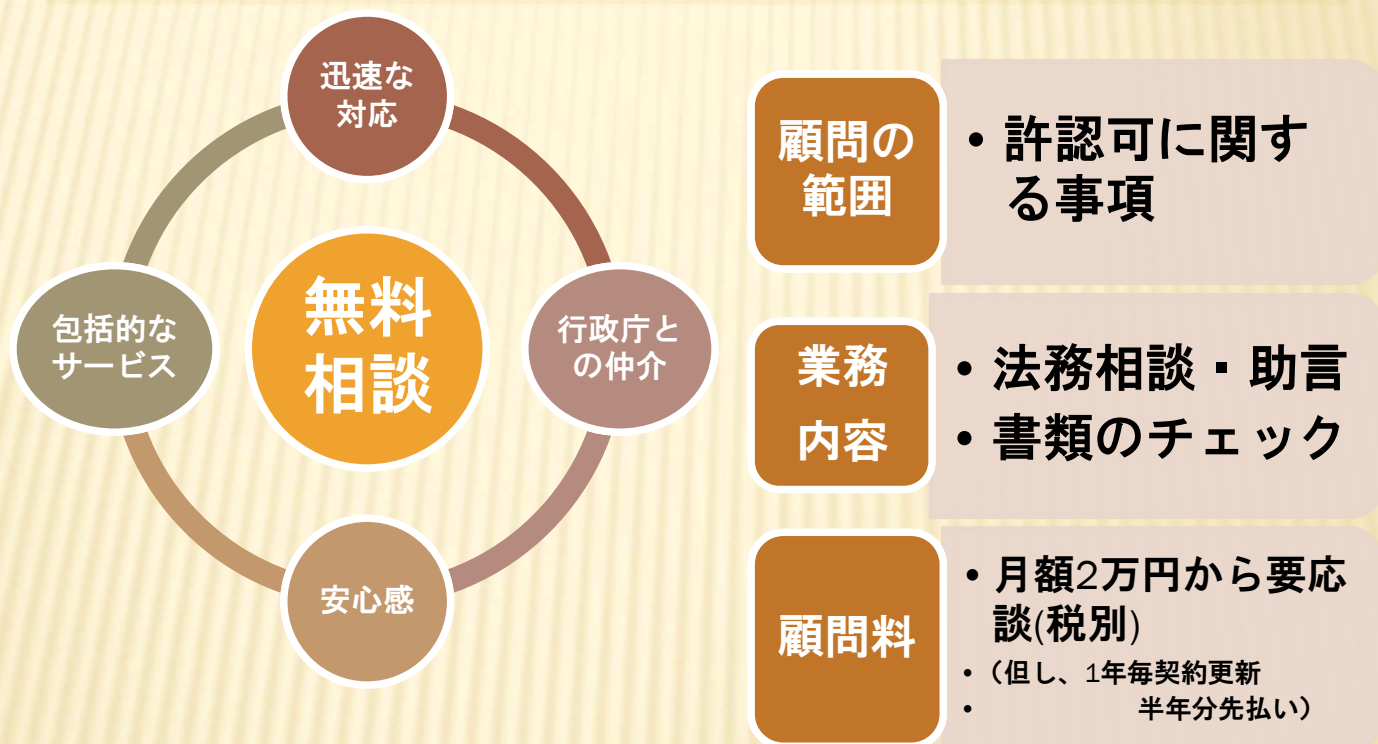 迅速な
対応
包括的な
サービス
無料
相談
行政庁と
の仲介
安心感
顧問の
範囲
• 許認可に関す
る事項
業務
内容
• 法務相談・助言
• 書類のチェック
顧問料
• 月額2万円から要応
談(税別)
• （但し、1年毎契約更新
• 半年分先払い）